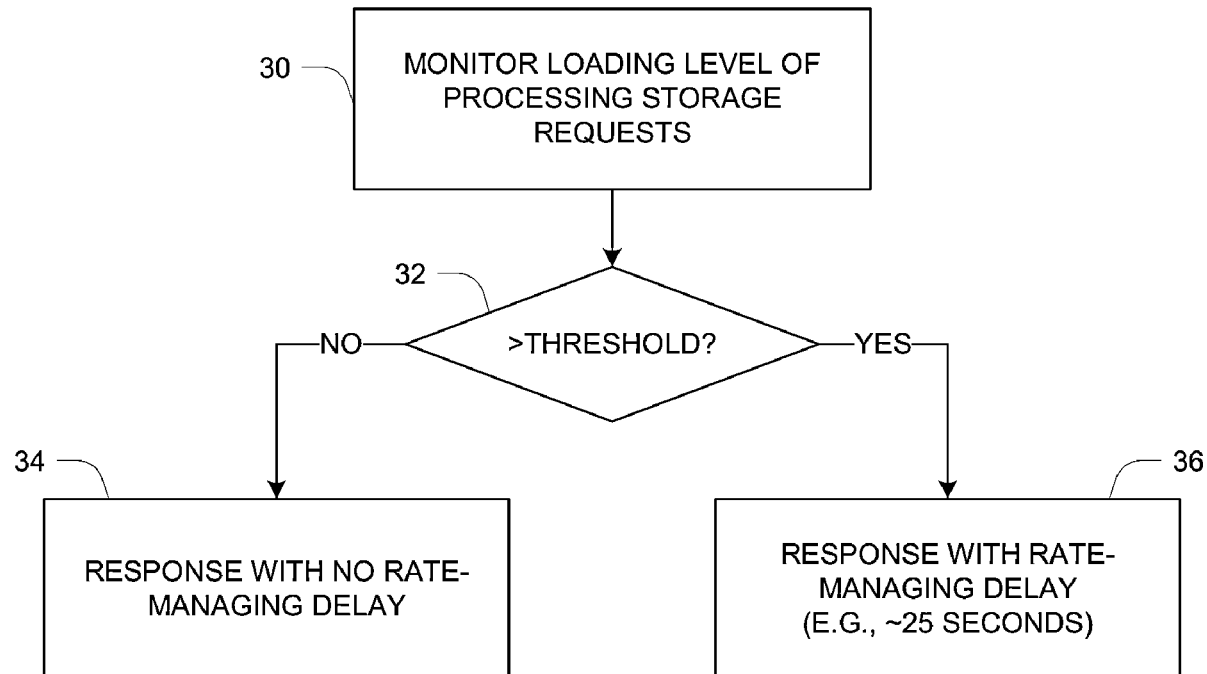 30
MONITOR LOADING LEVEL OF
PROCESSING STORAGE
REQUESTS
32
>THRESHOLD?
NO
YES
34
36
RESPONSE WITH NO RATE-
MANAGING DELAY
RESPONSE WITH RATE-
MANAGING DELAY
(E.G., ~25 SECONDS)